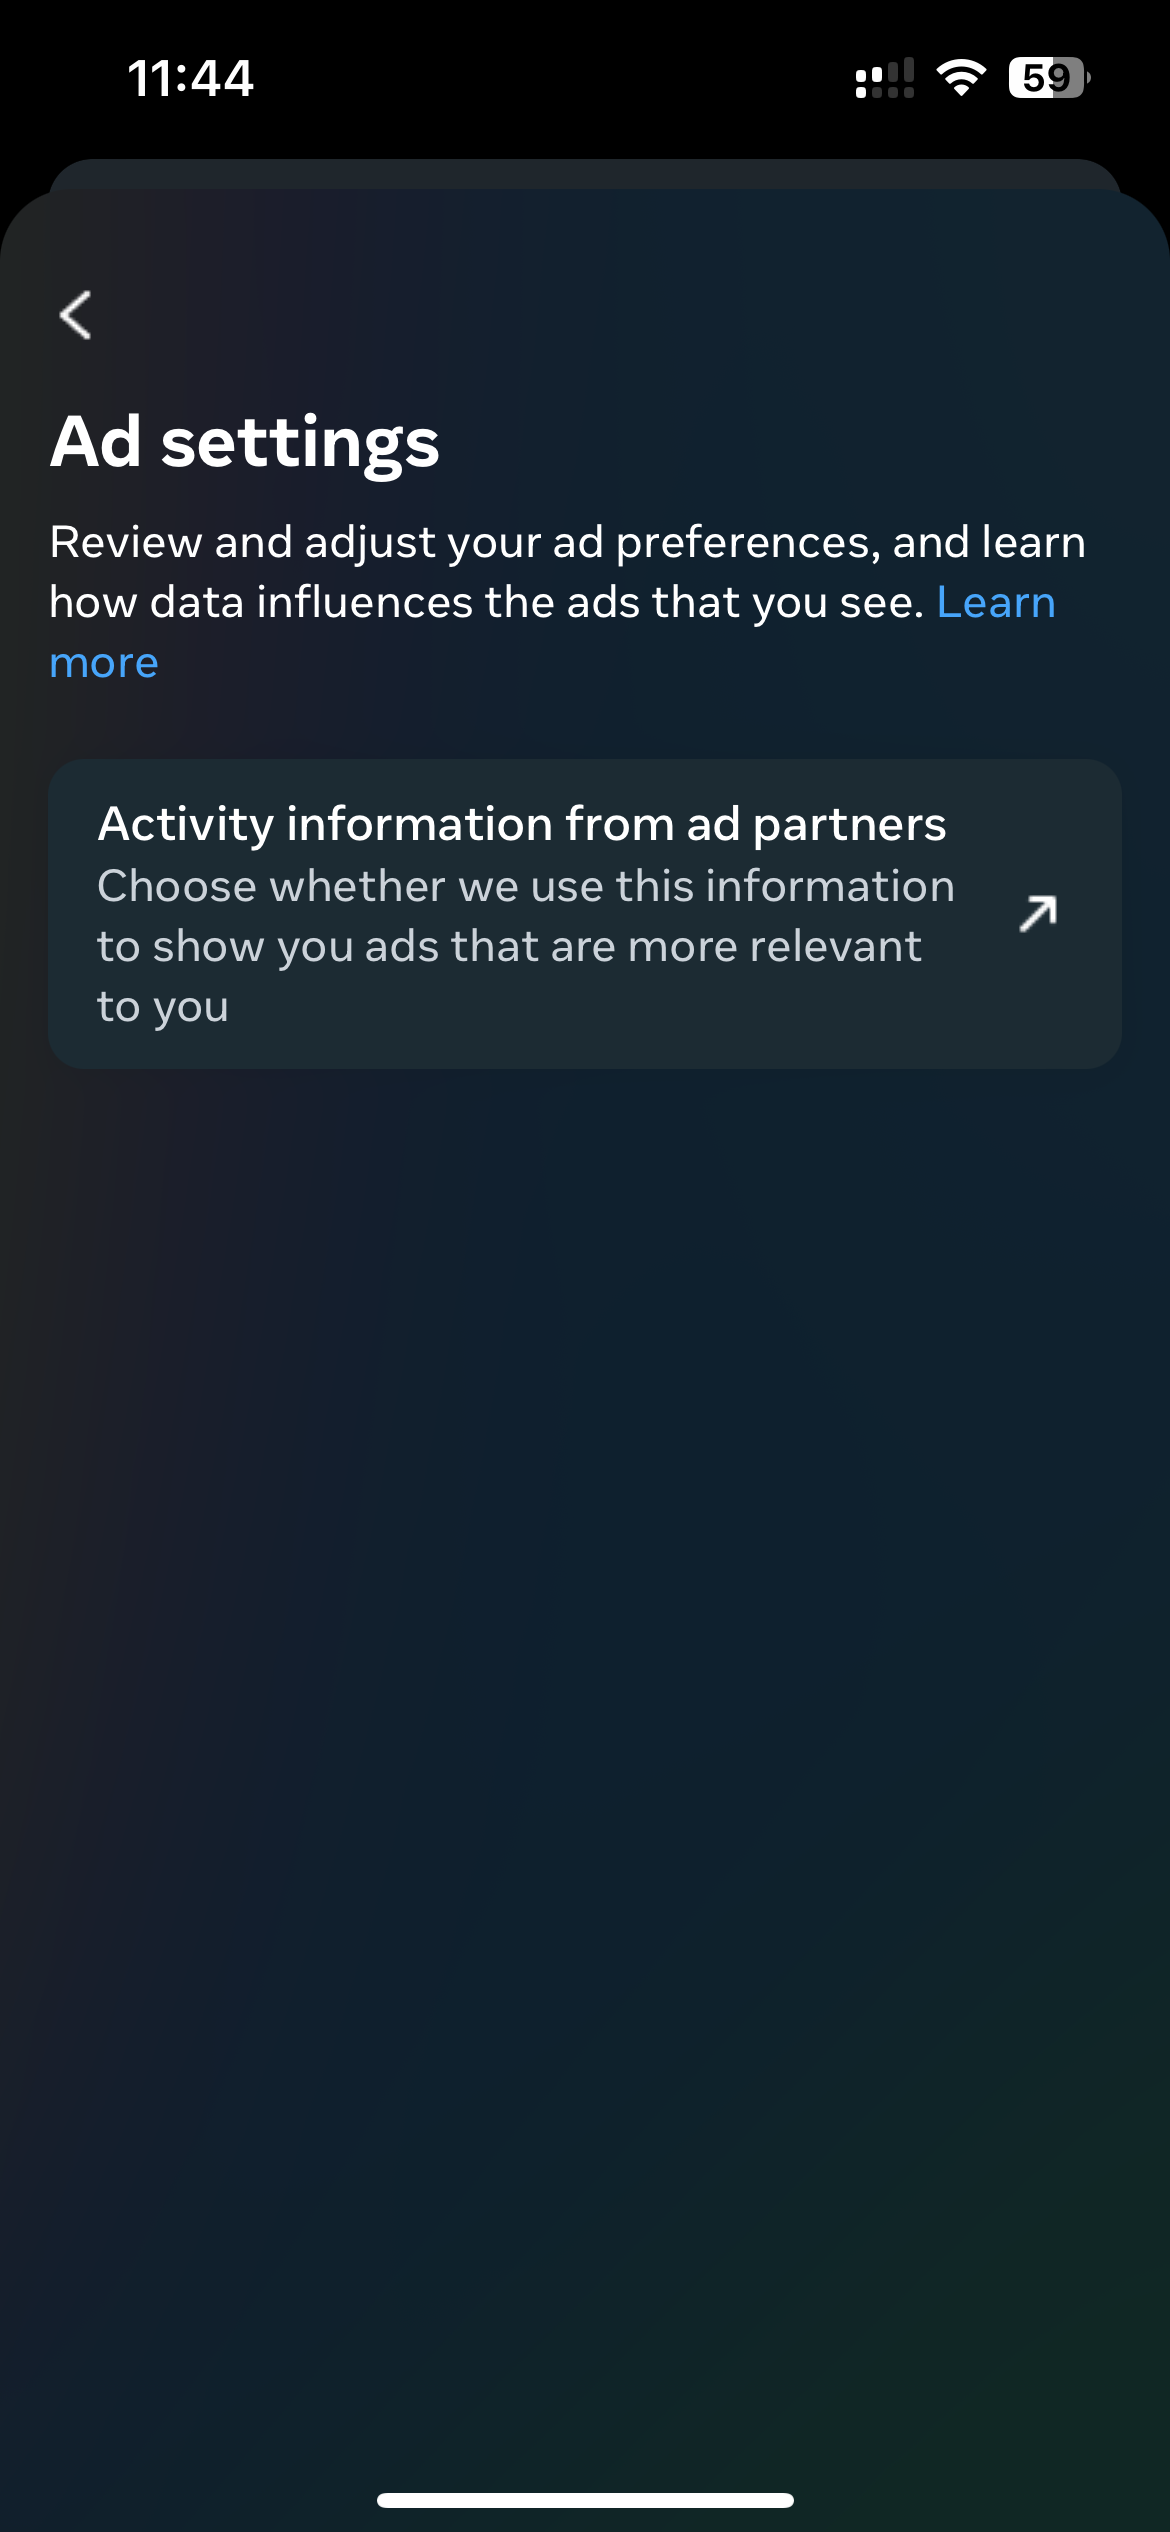 11:44
59
Ad settings
Review and adjust your ad preferences, and learn
how data influences the ads that you see. Learn
more
Activity information from ad partners
Choose whether we use this information
to show you ads that are more relevant
to you